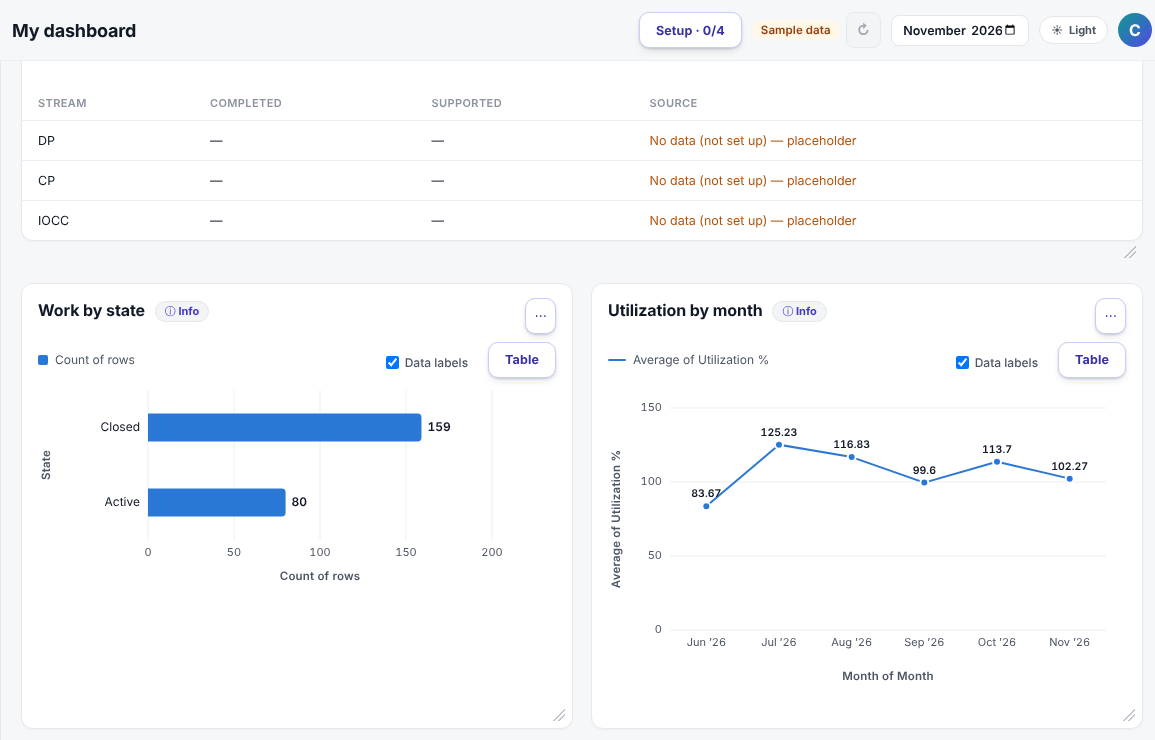 My dashboard
Setup · 0/4
Sample data
November 2026
Light
C
STREAM COMPLETED SUPPORTED SOURCE
DP — — No data (not set up) — placeholder
CP — — No data (not set up) — placeholder
IOCC — — No data (not set up) — placeholder
Work by state
ⓘ Info
...
Count of rows
Data labels
Table
State
Closed
159
Active
80
0 50 100 150 200
Count of rows
Utilization by month
ⓘ Info
...
Average of Utilization %
Data labels
Table
Average of Utilization %
150
100
50
0
83.67
125.23
116.83
99.6
113.7
102.27
Jun ’26 Jul ’26 Aug ’26 Sep ’26 Oct ’26 Nov ’26
Month of Month